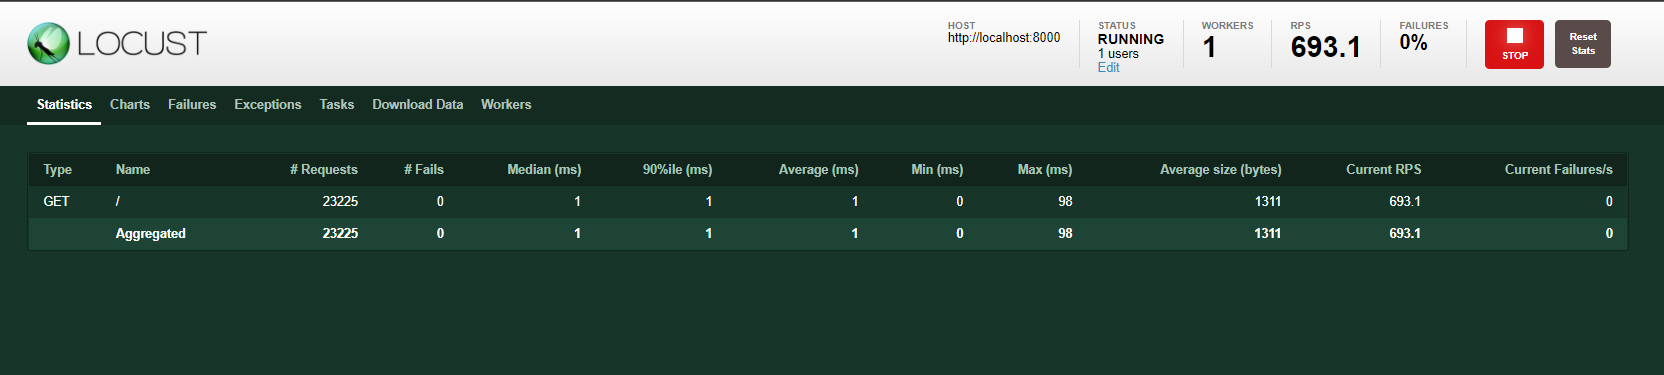 LOCUST
HOST
http://localhost:8000
STATUS
RUNNING
1 users
Edit
WORKERS
1
RPS
693.1
FAILURES
0%
STOP
Reset
Stats
Statistics Charts Failures Exceptions Tasks Download Data Workers
Type Name # Requests # Fails Median (ms) 90%ile (ms) Average (ms) Min (ms) Max (ms) Average size (bytes) Current RPS Current Failures/s
GET / 23225 0 1 1 1 0 98 1311 693.1 0
Aggregated 23225 0 1 1 1 0 98 1311 693.1 0